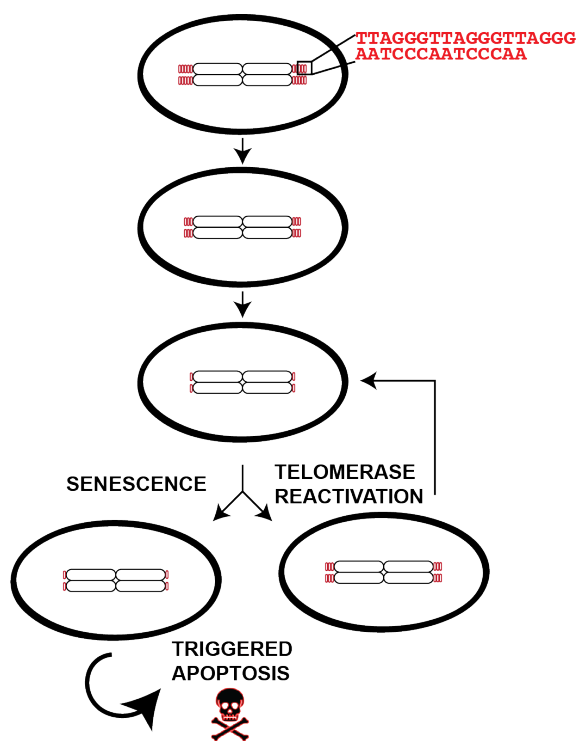 TTAGGGTTAGGGTTAGGG
AATCCCAATCCCAA
SENESCENCE
TELOMERASE
REACTIVATION
TRIGGERED
APOPTOSIS